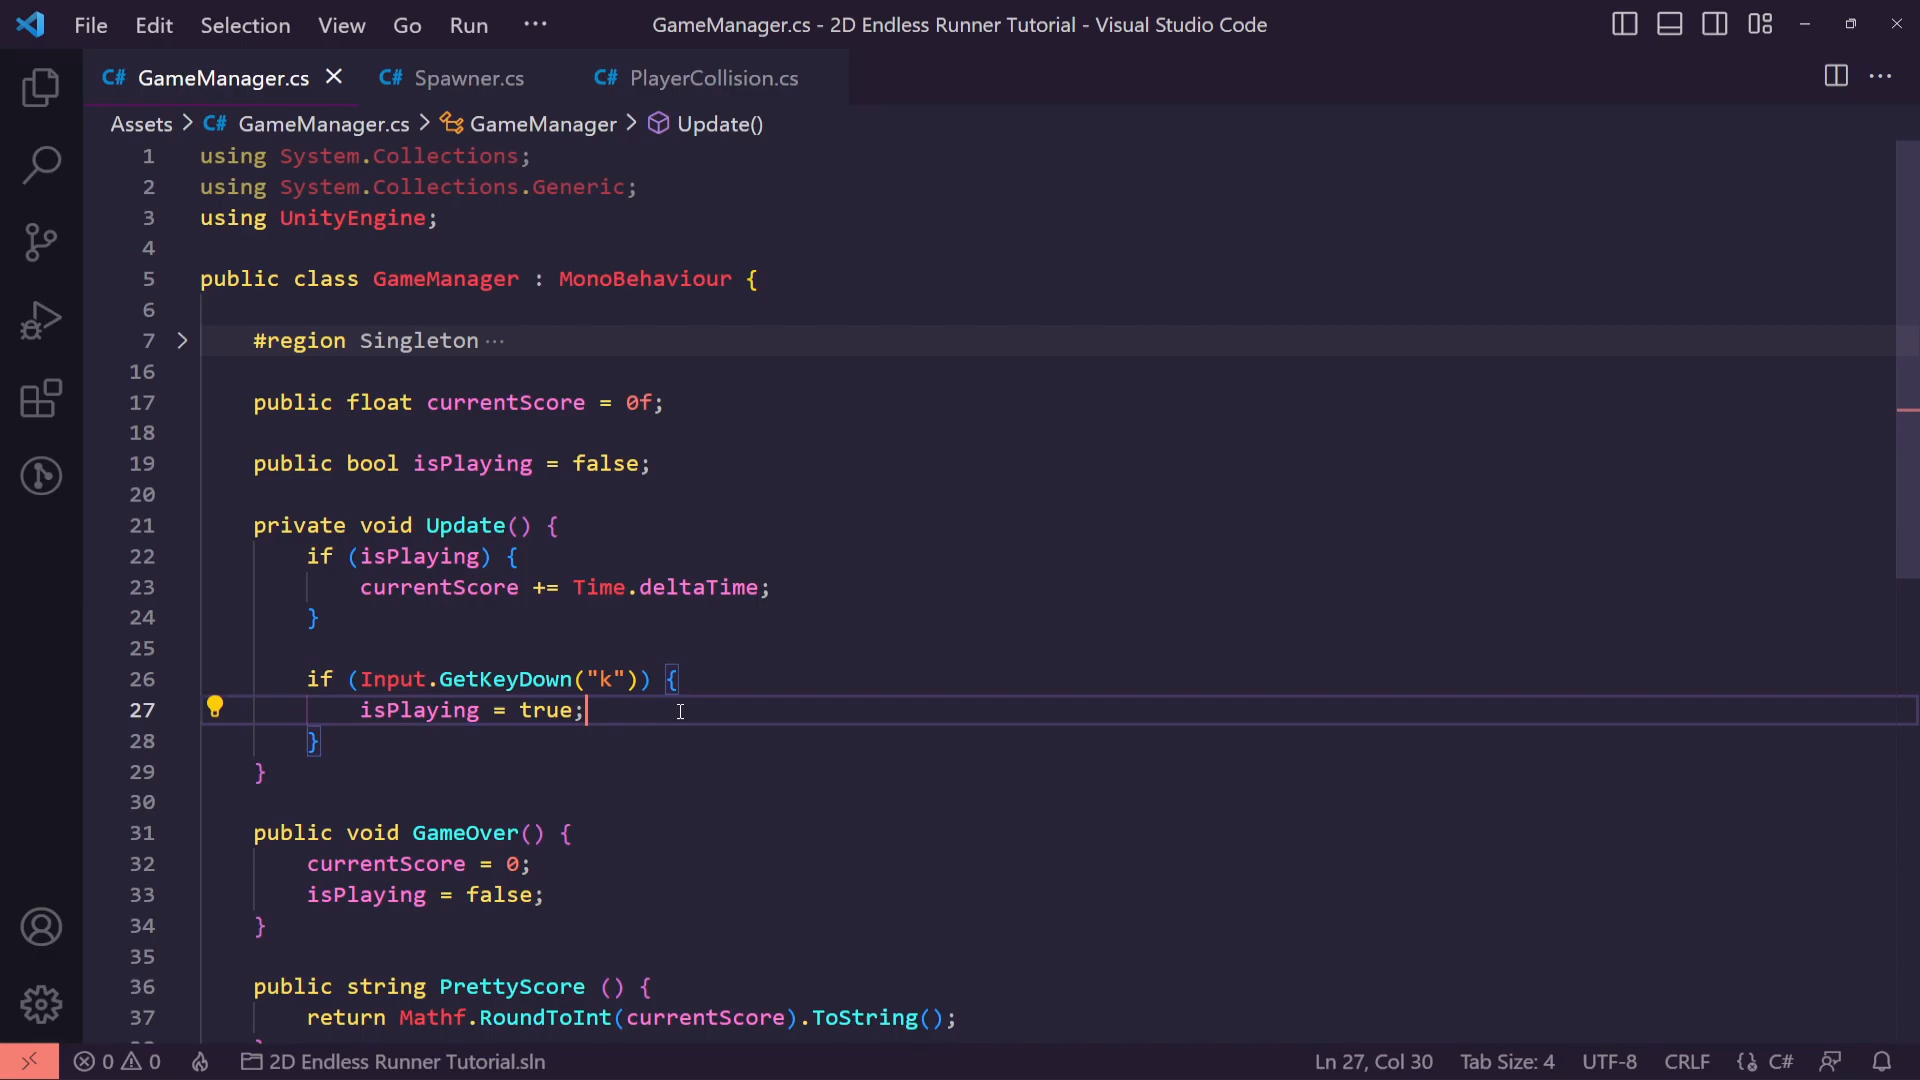 File Edit Selection View Go Run ··· GameManager.cs - 2D Endless Runner Tutorial - Visual Studio Code
C# GameManager.cs C# Spawner.cs C# PlayerCollision.cs
Assets > C# GameManager.cs > GameManager > Update()
1 using System.Collections;
2 using System.Collections.Generic;
3 using UnityEngine;
4
5 public class GameManager : MonoBehaviour {
6
7 #region Singleton···
16
17 public float currentScore = 0f;
18
19 public bool isPlaying = false;
20
21 private void Update() {
22 if (isPlaying) {
23 currentScore += Time.deltaTime;
24 }
25
26 if (Input.GetKeyDown("k")) {
27 isPlaying = true;
28 }
29 }
30
31 public void GameOver() {
32 currentScore = 0;
33 isPlaying = false;
34 }
35
36 public string PrettyScore () {
37 return Mathf.RoundToInt(currentScore).ToString();
0 0 2D Endless Runner Tutorial.sln Ln 27, Col 30 Tab Size: 4 UTF-8 CRLF C#